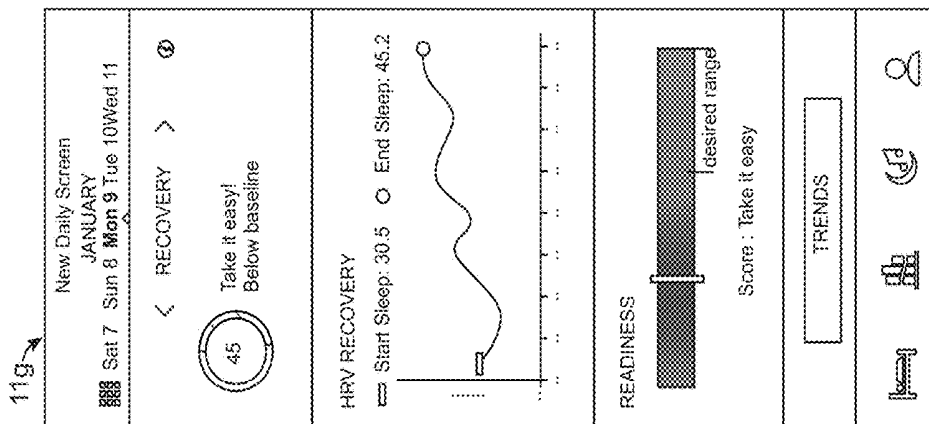 11g
New Daily Screen
JANUARY
Sat 7 Sun 8 Mon 9 Tue 10Wed 11
< RECOVERY >
45
Take it easy!
Below baseline
HRV RECOVERY
Start Sleep: 30.5 End Sleep: 45.2
READINESS
desired range
Score : Take it easy
TRENDS